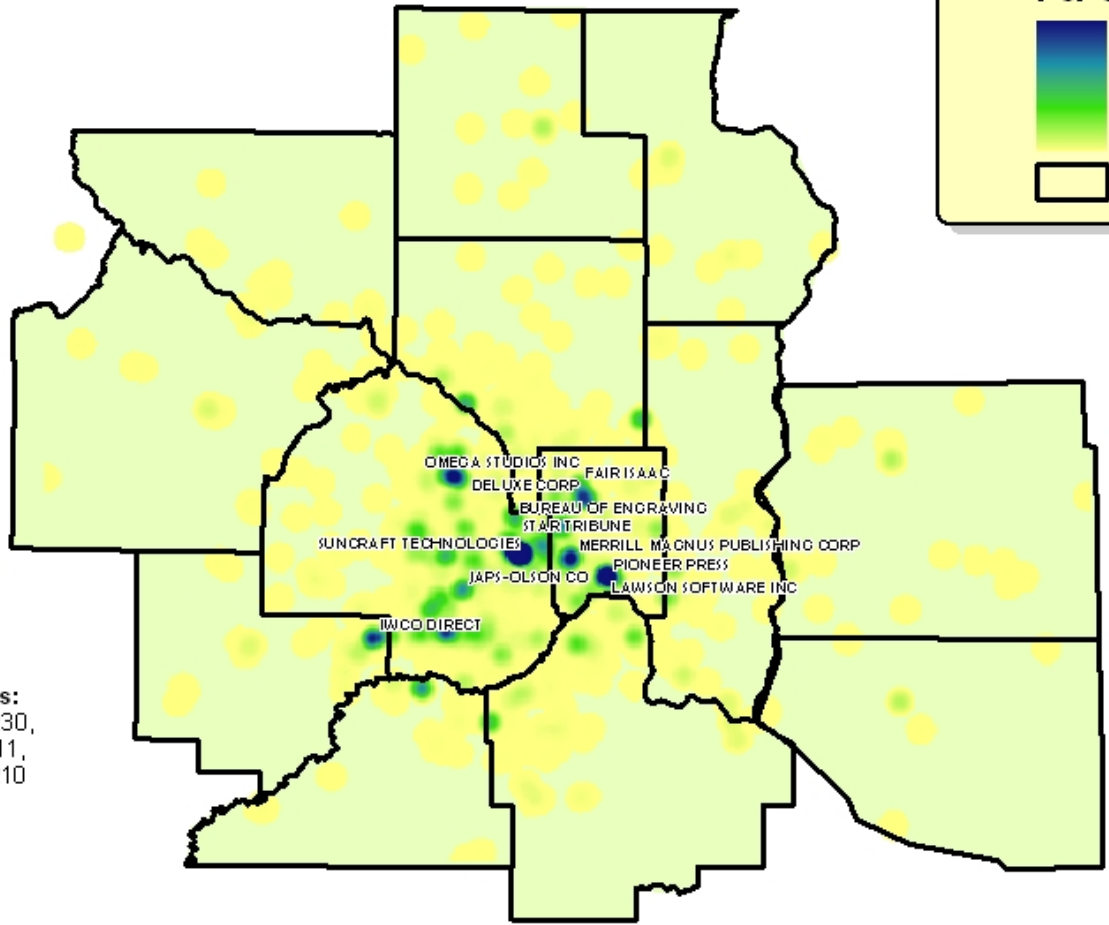 OMEGA STUDIOS INC
FAIR ISAAC
DELUXE CORP
BUREAU OF ENGRAVING
STAR TRIBUNE
SUNCRAFT TECHNOLOGIES
MERRILL MAGNUS PUBLISHING CORP
PIONEER PRESS
JAPS-OLSON CO
LAWSON SOFTWARE INC
IWCO DIRECT
s:
30,
11,
10